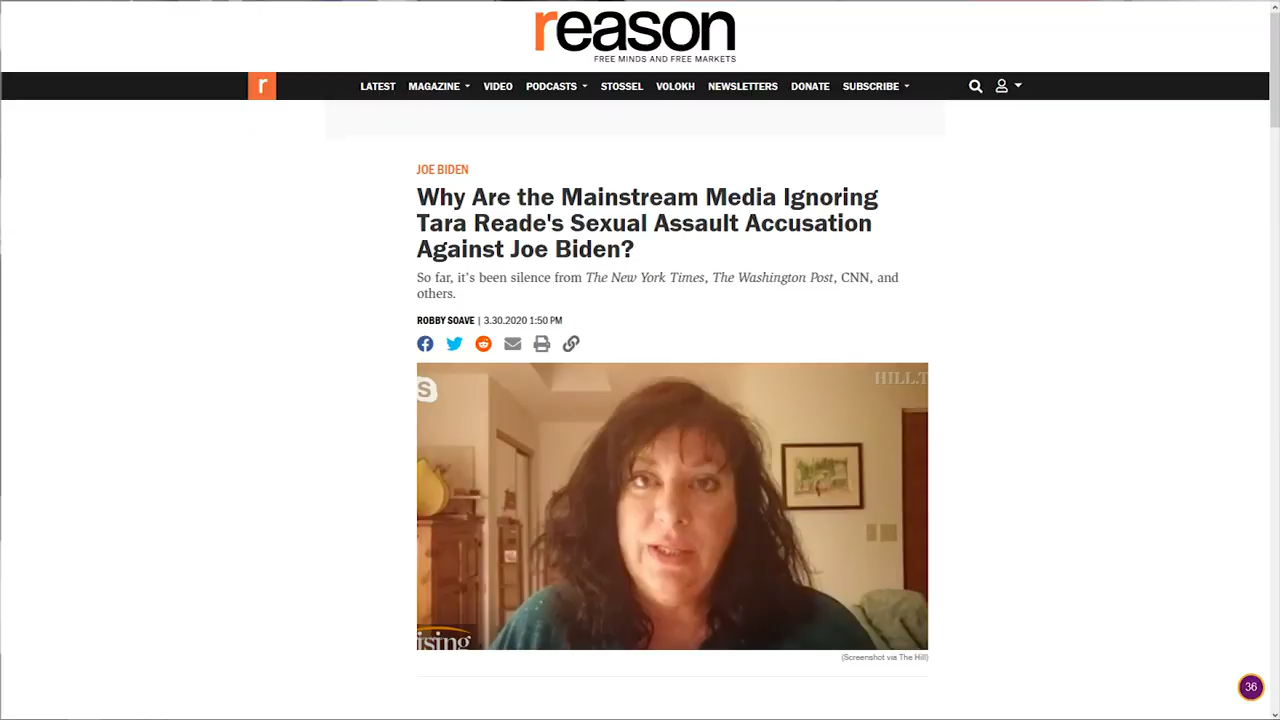 reason
FREE MINDS AND FREE MARKETS
r
LATEST MAGAZINE VIDEO PODCASTS STOSSEL VOLOKH NEWSLETTERS DONATE SUBSCRIBE
JOE BIDEN
Why Are the Mainstream Media Ignoring
Tara Reade's Sexual Assault Accusation
Against Joe Biden?
So far, it's been silence from The New York Times, The Washington Post, CNN, and
others.
ROBBY SOAVE | 3.30.2020 1:50 PM
S
HILL.T
ising
(Screenshot via The Hill)
36